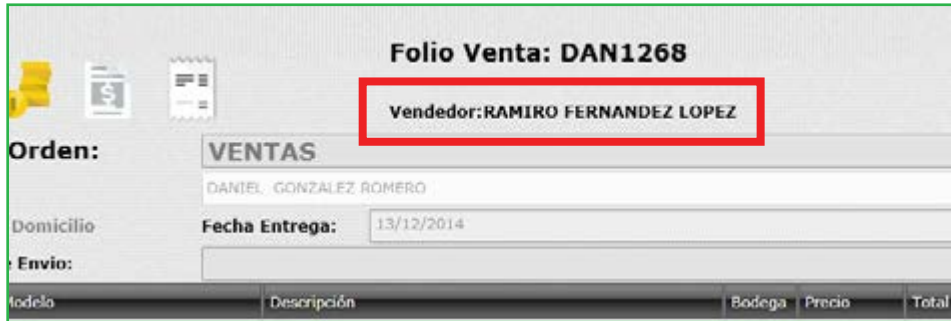 Folio Venta: DAN1268
Vendedor:RAMIRO FERNANDEZ LOPEZ
Orden: VENTAS
DANIEL GONZALEZ ROMERO
Domicilio Fecha Entrega: 13/12/2014
e Envio:
Modelo Descripción Bodega Precio Total